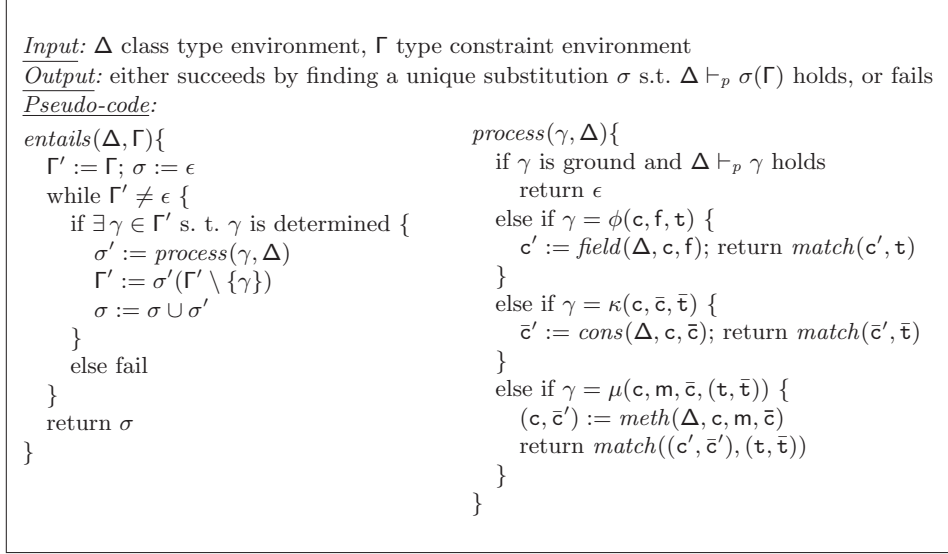 Input: Δ class type environment, Γ type constraint environment
Output: either succeeds by finding a unique substitution σ s.t. Δ ⊢ₚ σ(Γ) holds, or fails
Pseudo-code:
entails(Δ, Γ){
Γ′ := Γ; σ := ϵ
while Γ′ ≠ ϵ {
if ∃ γ ∈ Γ′ s. t. γ is determined {
σ′ := process(γ, Δ)
Γ′ := σ′(Γ′ \ {γ})
σ := σ ∪ σ′
}
else fail
}
return σ
}
process(γ, Δ){
if γ is ground and Δ ⊢ₚ γ holds
return ϵ
else if γ = ϕ(c, f, t) {
c′ := field(Δ, c, f); return match(c′, t)
}
else if γ = κ(c, c̄, t̄) {
c̄′ := cons(Δ, c, c̄); return match(c̄′, t̄)
}
else if γ = μ(c, m, c̄, (t, t̄)) {
(c, c̄′) := meth(Δ, c, m, c̄)
return match((c′, c̄′), (t, t̄))
}
}